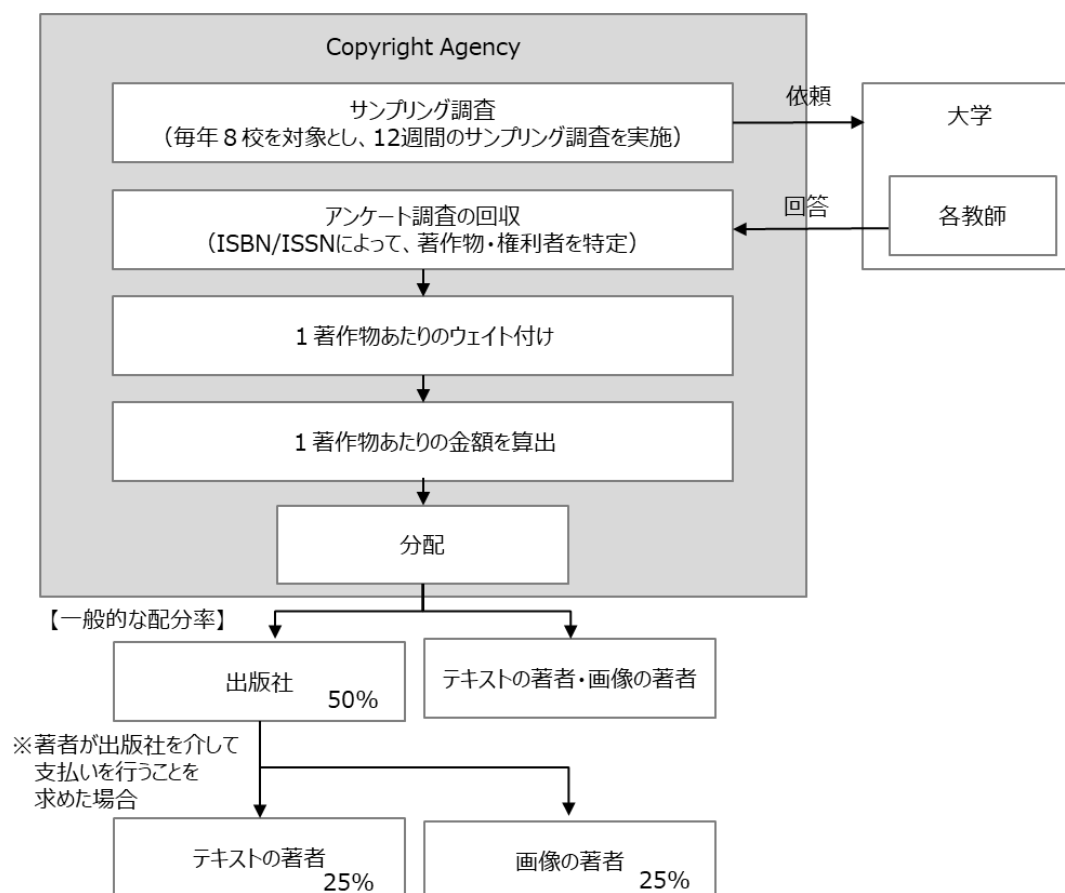 Copyright Agency
サンプリング調査
（毎年８校を対象とし、12週間のサンプリング調査を実施）
依頼
大学
アンケート調査の回収
（ISBN/ISSNによって、著作物・権利者を特定）
回答
各教師
１著作物あたりのウェイト付け
１著作物あたりの金額を算出
分配
【一般的な配分率】
出版社
50%
テキストの著者・画像の著者
※著者が出版社を介して
支払いを行うことを
求めた場合
テキストの著者
25%
画像の著者
25%